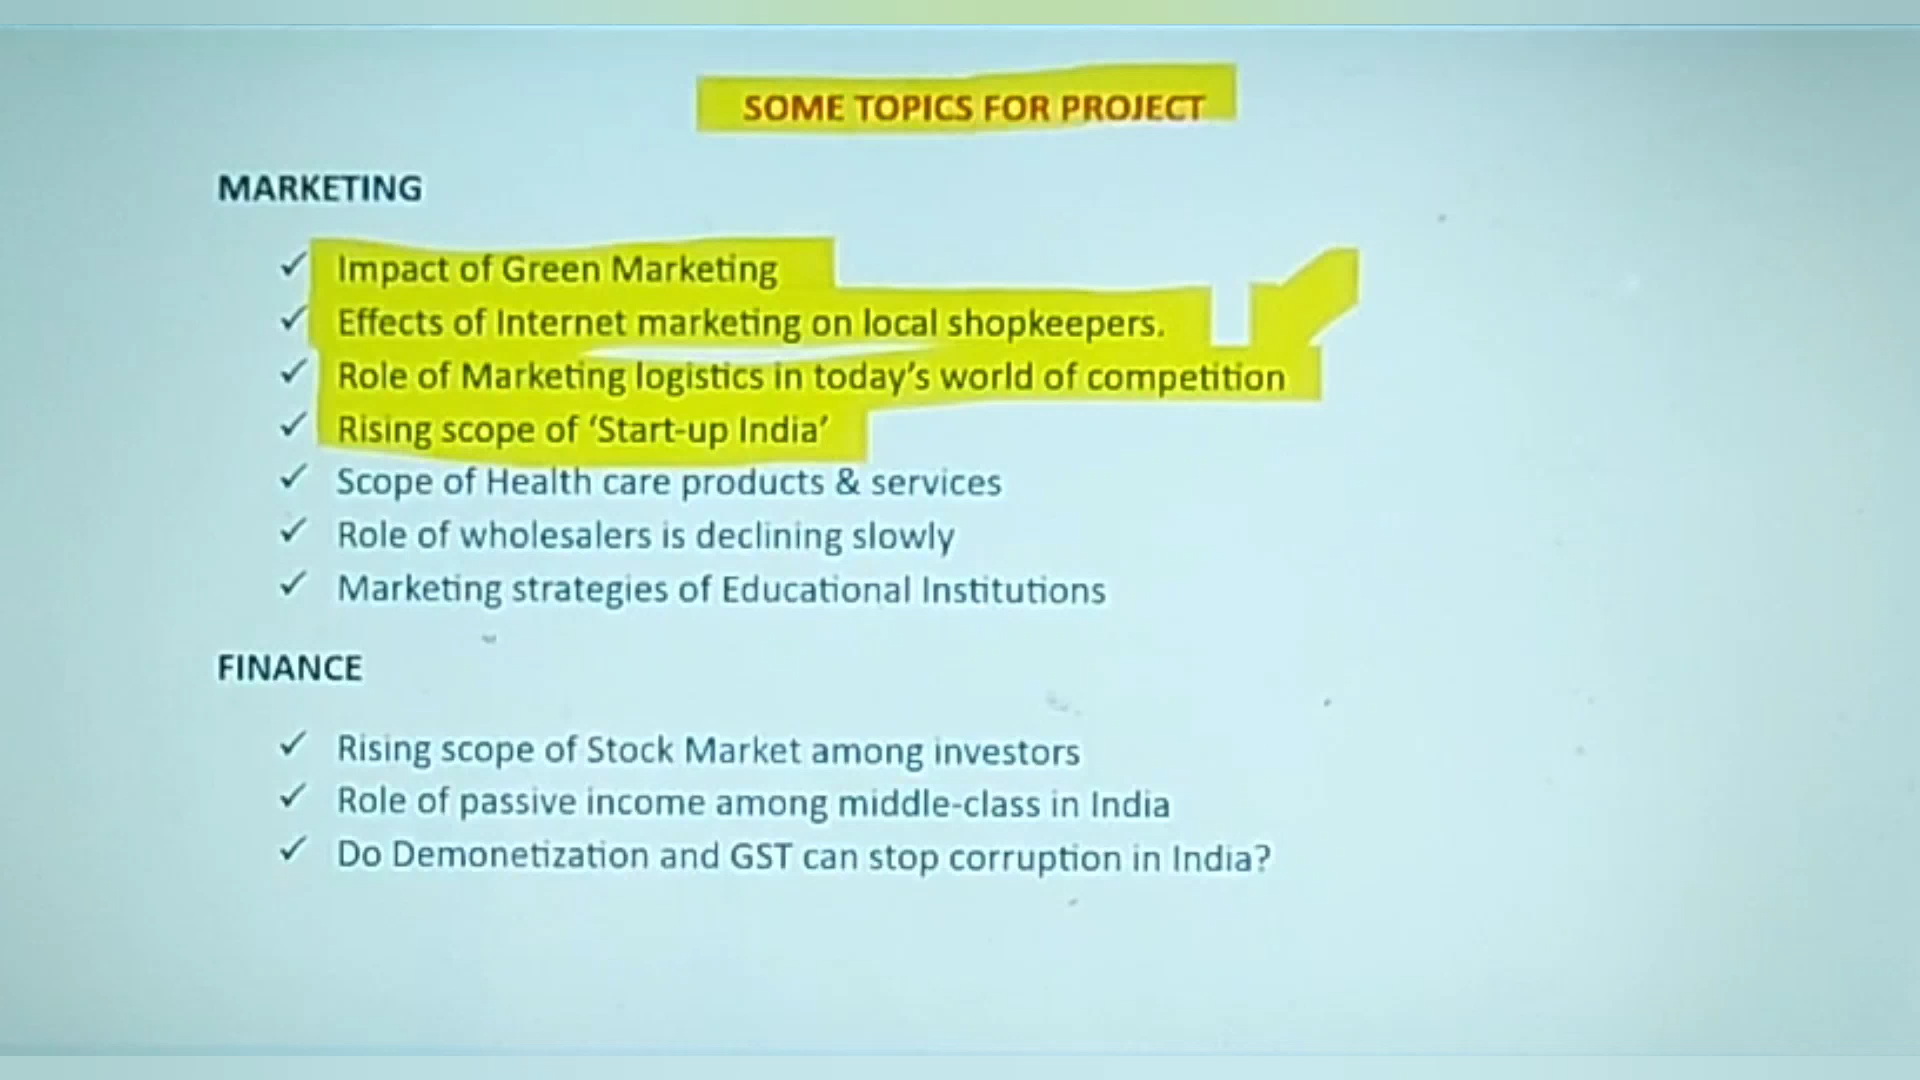 SOME TOPICS FOR PROJECT
MARKETING
✓ Impact of Green Marketing
✓ Effects of Internet marketing on local shopkeepers.
✓ Role of Marketing logistics in today’s world of competition
✓ Rising scope of ‘Start-up India’
✓ Scope of Health care products & services
✓ Role of wholesalers is declining slowly
✓ Marketing strategies of Educational Institutions
FINANCE
✓ Rising scope of Stock Market among investors
✓ Role of passive income among middle-class in India
✓ Do Demonetization and GST can stop corruption in India?